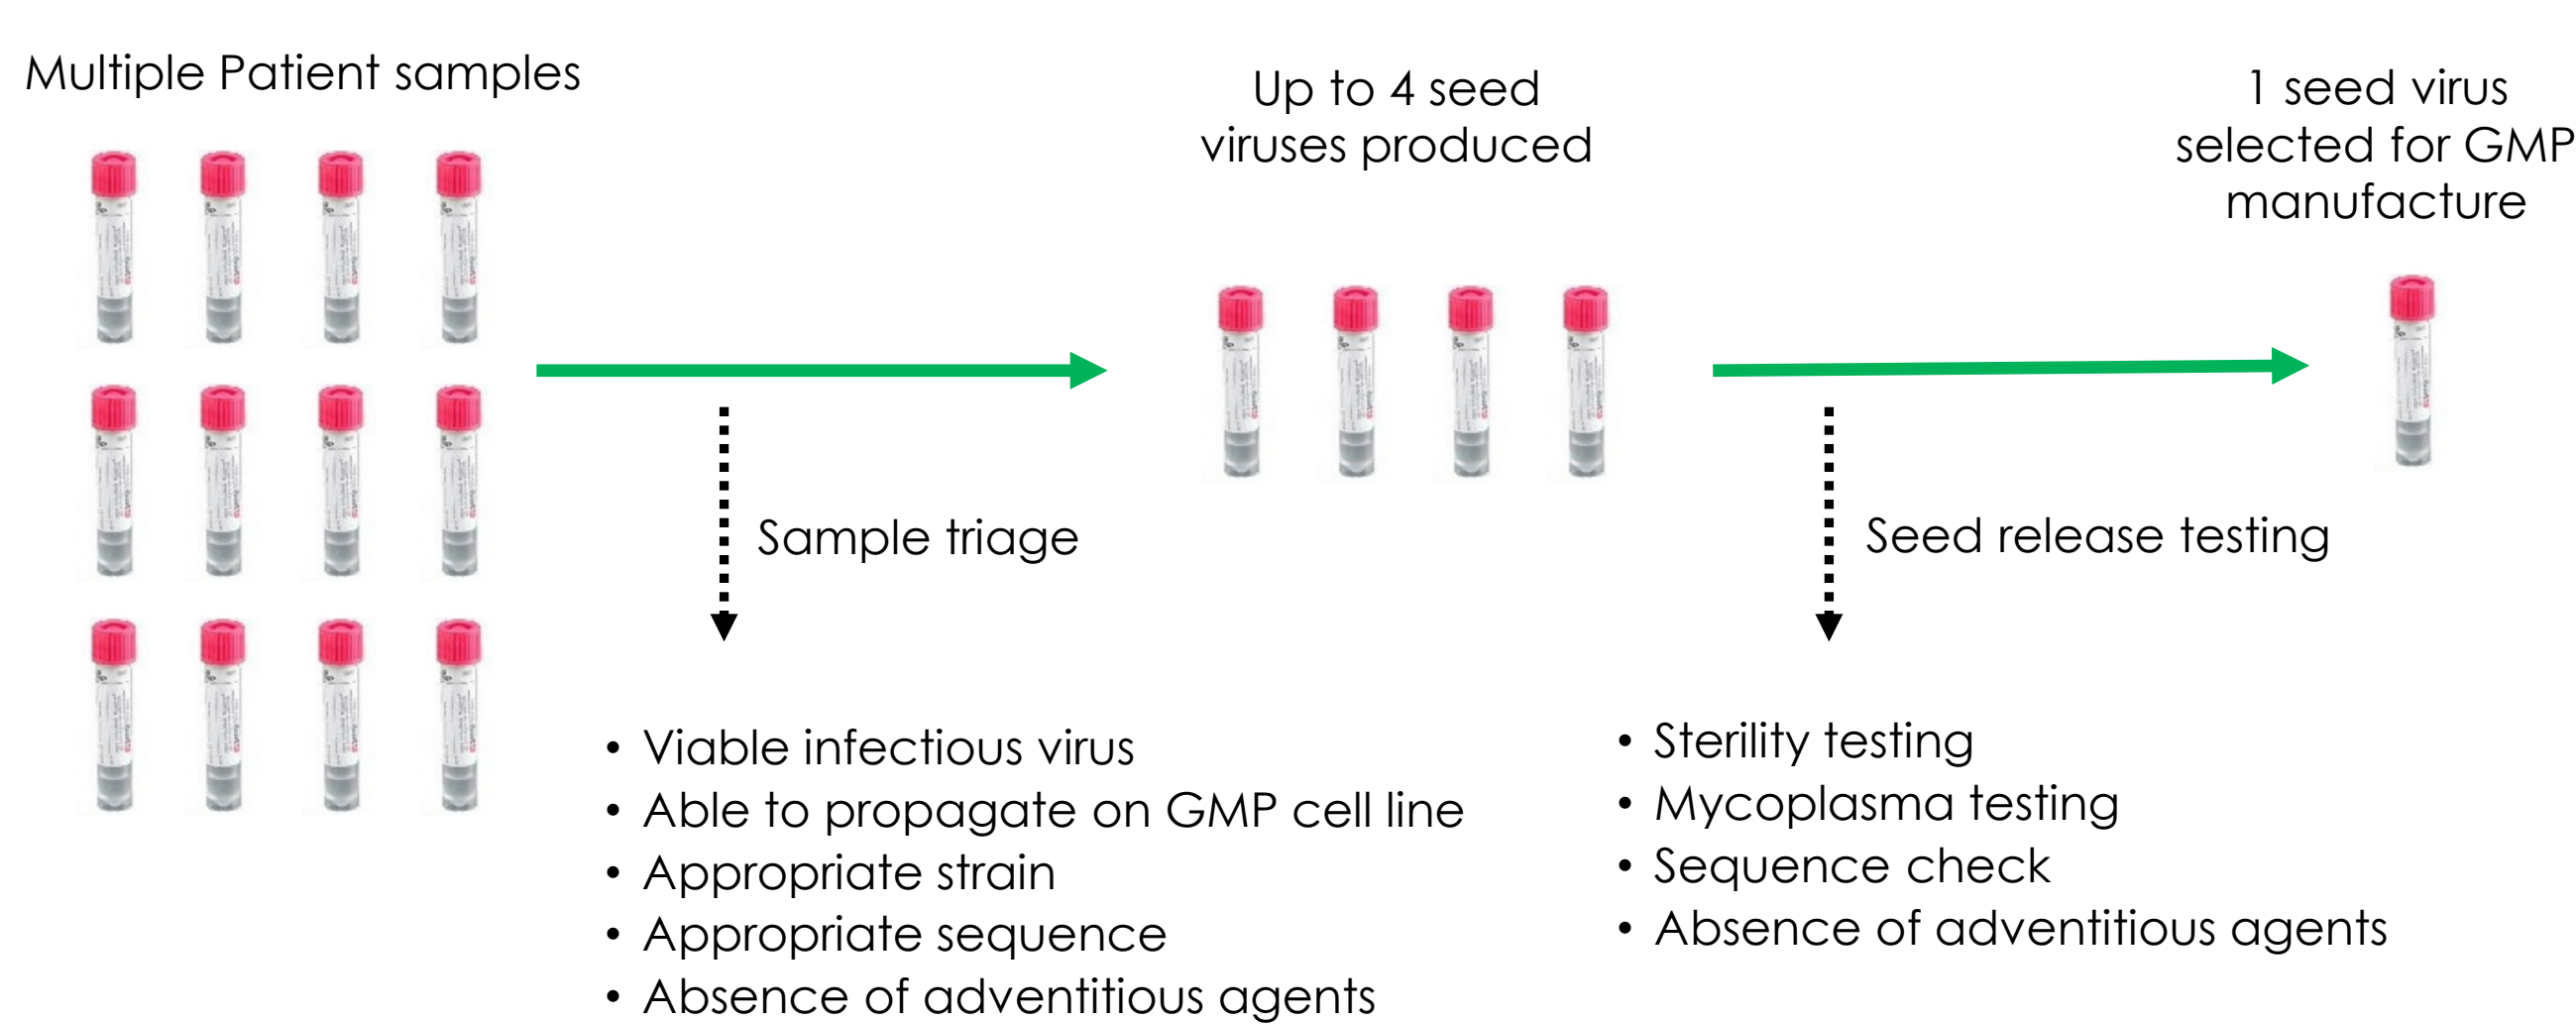 Multiple Patient samples
Up to 4 seed
viruses produced
1 seed virus
selected for GMP
manufacture
Sample triage
Seed release testing
• Viable infectious virus
• Able to propagate on GMP cell line
• Appropriate strain
• Appropriate sequence
• Absence of adventitious agents
• Sterility testing
• Mycoplasma testing
• Sequence check
• Absence of adventitious agents